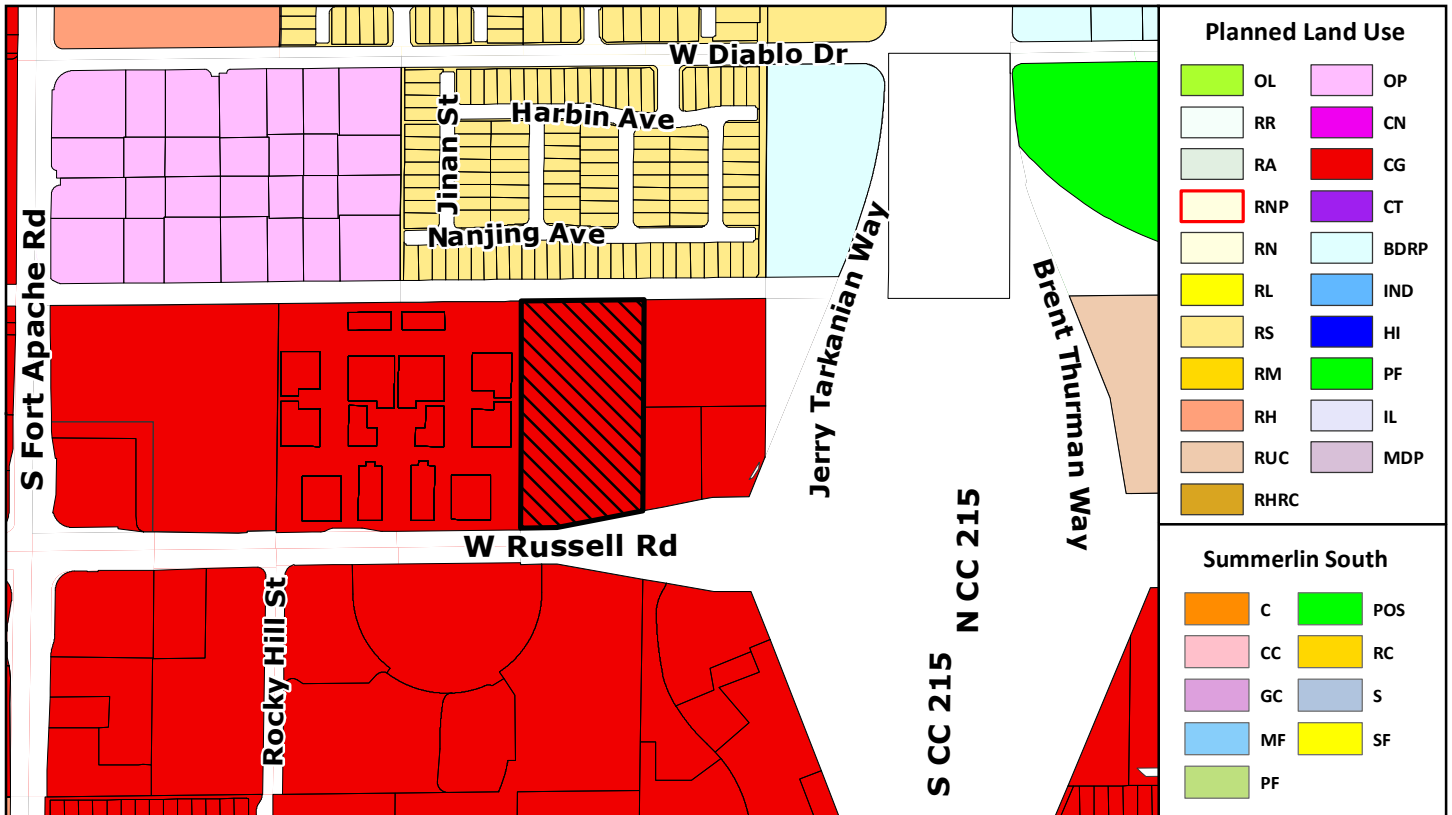 W Diablo Dr
Harbin Ave
Jinan St
Nanjing Ave
S Fort Apache Rd
Jerry Tarkanian Way
Brent Thurman Way
W Russell Rd
N CC 215
S CC 215
Rocky Hill St
Planned Land Use
OL OP
RR CN
RA CG
RNP CT
RN BDRP
RL IND
RS HI
RM PF
RH IL
RUC MDP
RHRC
Summerlin South
C POS
CC RC
GC S
MF SF
PF